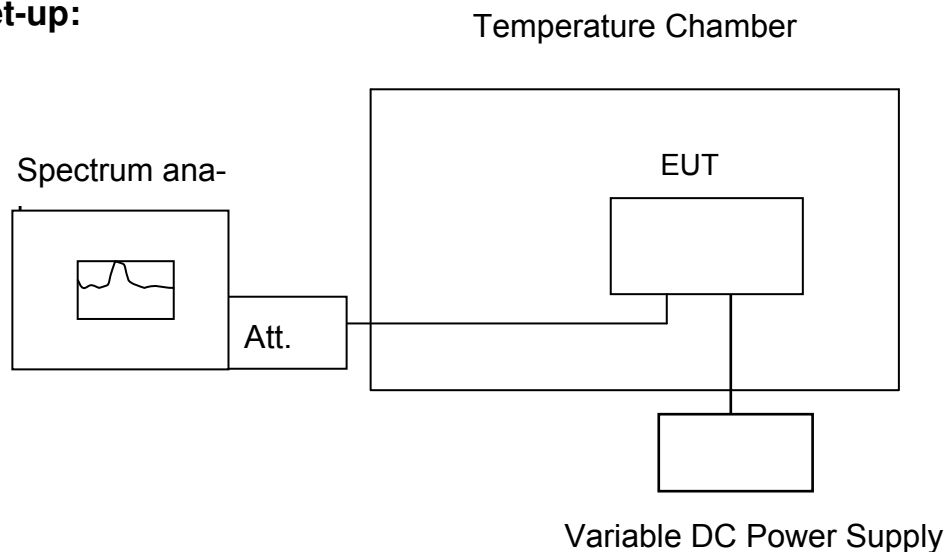 et-up:
Temperature Chamber
Spectrum ana-
EUT
Att.
Variable DC Power Supply